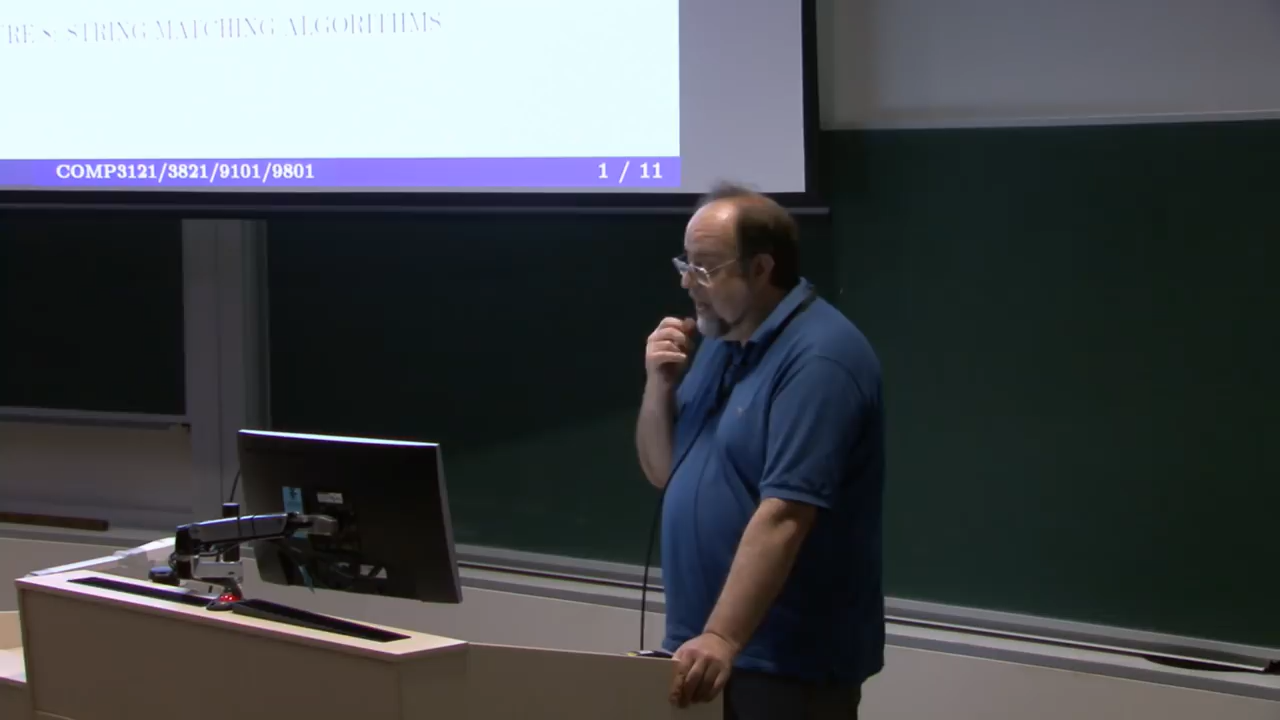 STRING MATCHING ALGORITHMS
COMP3121/3821/9101/9801 1 / 11